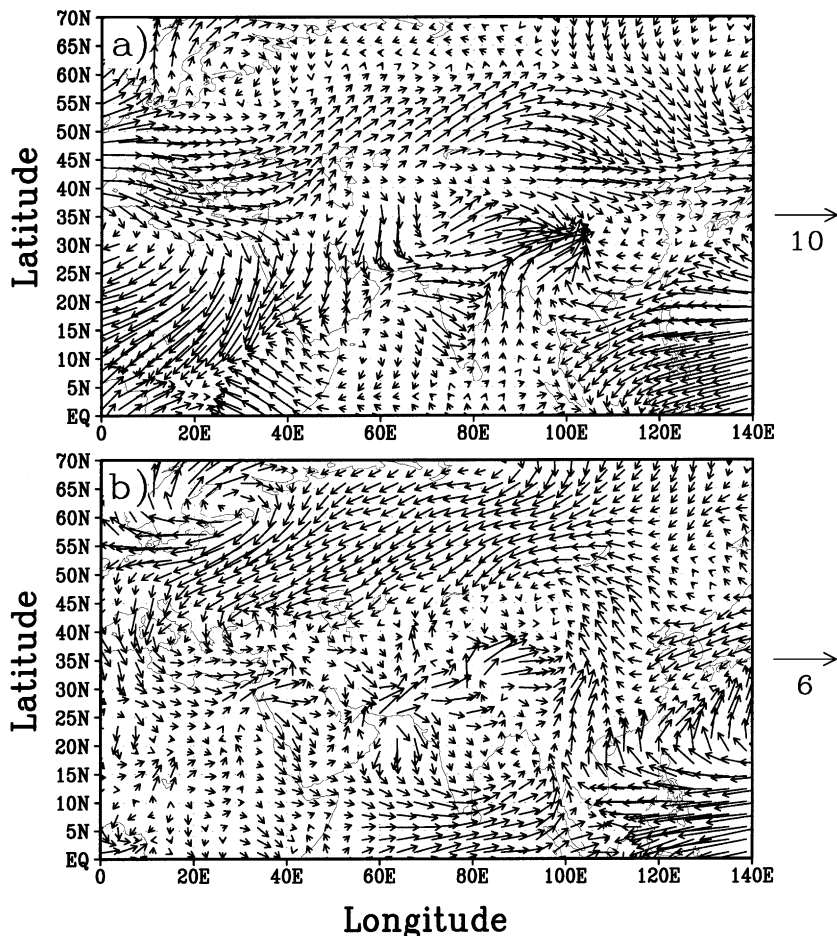 70N
a)
65N
60N
55N
50N
45N
40N
35N
30N
25N
20N
15N
10N
5N
EQ
0 20E 40E 60E 80E 100E 120E 140E
Latitude
10
70N
b)
65N
60N
55N
50N
45N
40N
35N
30N
25N
20N
15N
10N
5N
EQ
0 20E 40E 60E 80E 100E 120E 140E
Latitude
6
Longitude